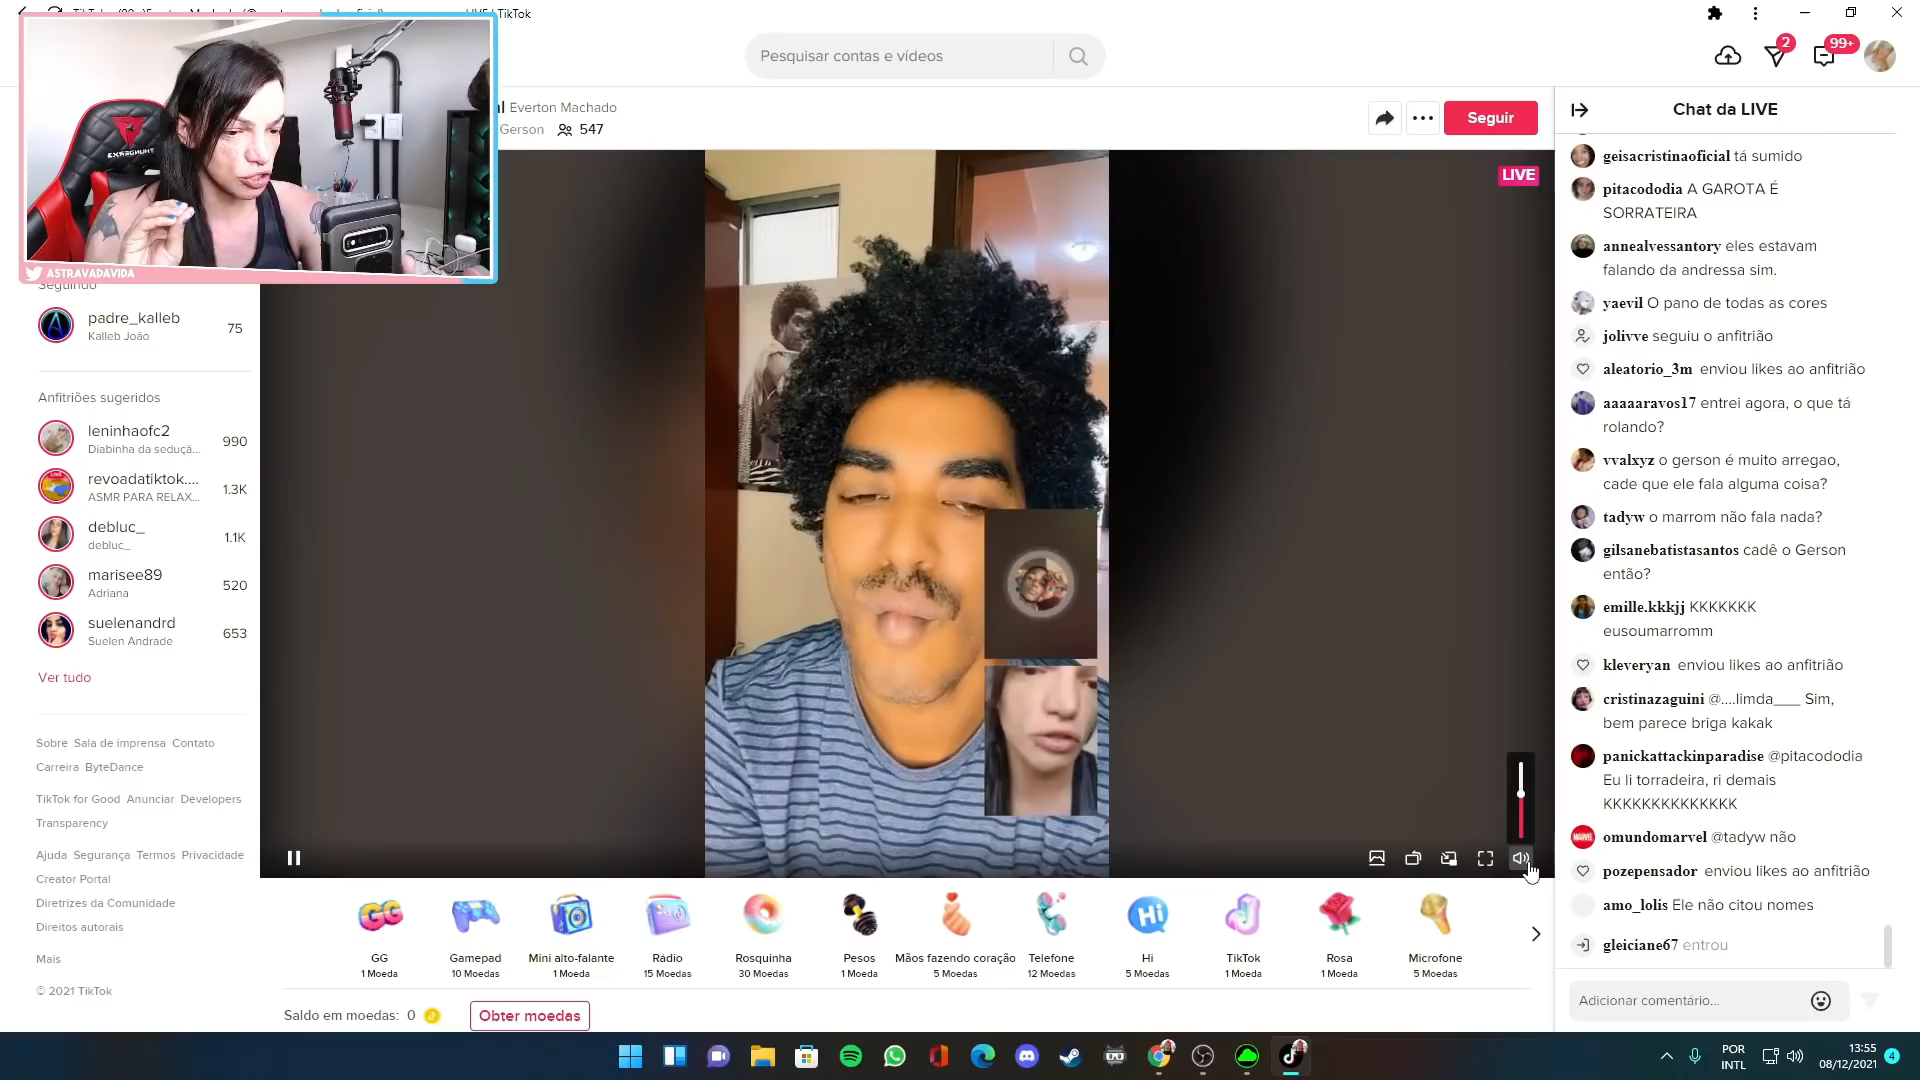 LIVE | TikTok
Pesquisar contas e vídeos
2
99+
THUNDERX3
ASTRAVADAVIDA
Everton Machado
Gerson 547
Seguir
Chat da LIVE
LIVE
Seguindo
padre_kalleb
Kalleb João
75
Anfitriões sugeridos
leninhaofc2
Diabinha da seduçã...
990
revoadatiktok....
ASMR PARA RELAX...
1.3K
debluc_
debluc_
1.1K
marisee89
Adriana
520
suelenandrd
Suelen Andrade
653
Ver tudo
Sobre Sala de imprensa Contato
Carreira ByteDance
TikTok for Good Anunciar Developers
Transparency
Ajuda Segurança Termos Privacidade
Creator Portal
Diretrizes da Comunidade
Direitos autorais
Mais
© 2021 TikTok
geisacristinaoficial tá sumido
pitacododia A GAROTA É
SORRATEIRA
annealvessantory eles estavam
falando da andressa sim.
yaevil O pano de todas as cores
jolivve seguiu o anfitrião
aleatorio_3m enviou likes ao anfitrião
aaaaaravos17 entrei agora, o que tá
rolando?
vvalxyz o gerson é muito arregao,
cade que ele fala alguma coisa?
tadyw o marrom não fala nada?
gilsanebatistasantos cadê o Gerson
então?
emille.kkkjj KKKKKKK
eusoumarromm
kleveryan enviou likes ao anfitrião
cristinazaguini @....limda___ Sim,
bem parece briga kakak
panickattackinparadise @pitacododia
Eu li torradeira, ri demais
KKKKKKKKKKKKKK
MARVEL
omundomarvel @tadyw não
pozepensador enviou likes ao anfitrião
amo_lolis Ele não citou nomes
gleiciane67 entrou
Adicionar comentário...
GG
Hi
GG Gamepad Mini alto-falante Rádio Rosquinha Pesos Mãos fazendo coração Telefone Hi TikTok Rosa Microfone
1 Moeda 10 Moedas 1 Moeda 15 Moedas 30 Moedas 1 Moeda 5 Moedas 12 Moedas 5 Moedas 1 Moeda 1 Moeda 5 Moedas
Saldo em moedas: 0
Obter moedas
POR
INTL
13:55
08/12/2021
4